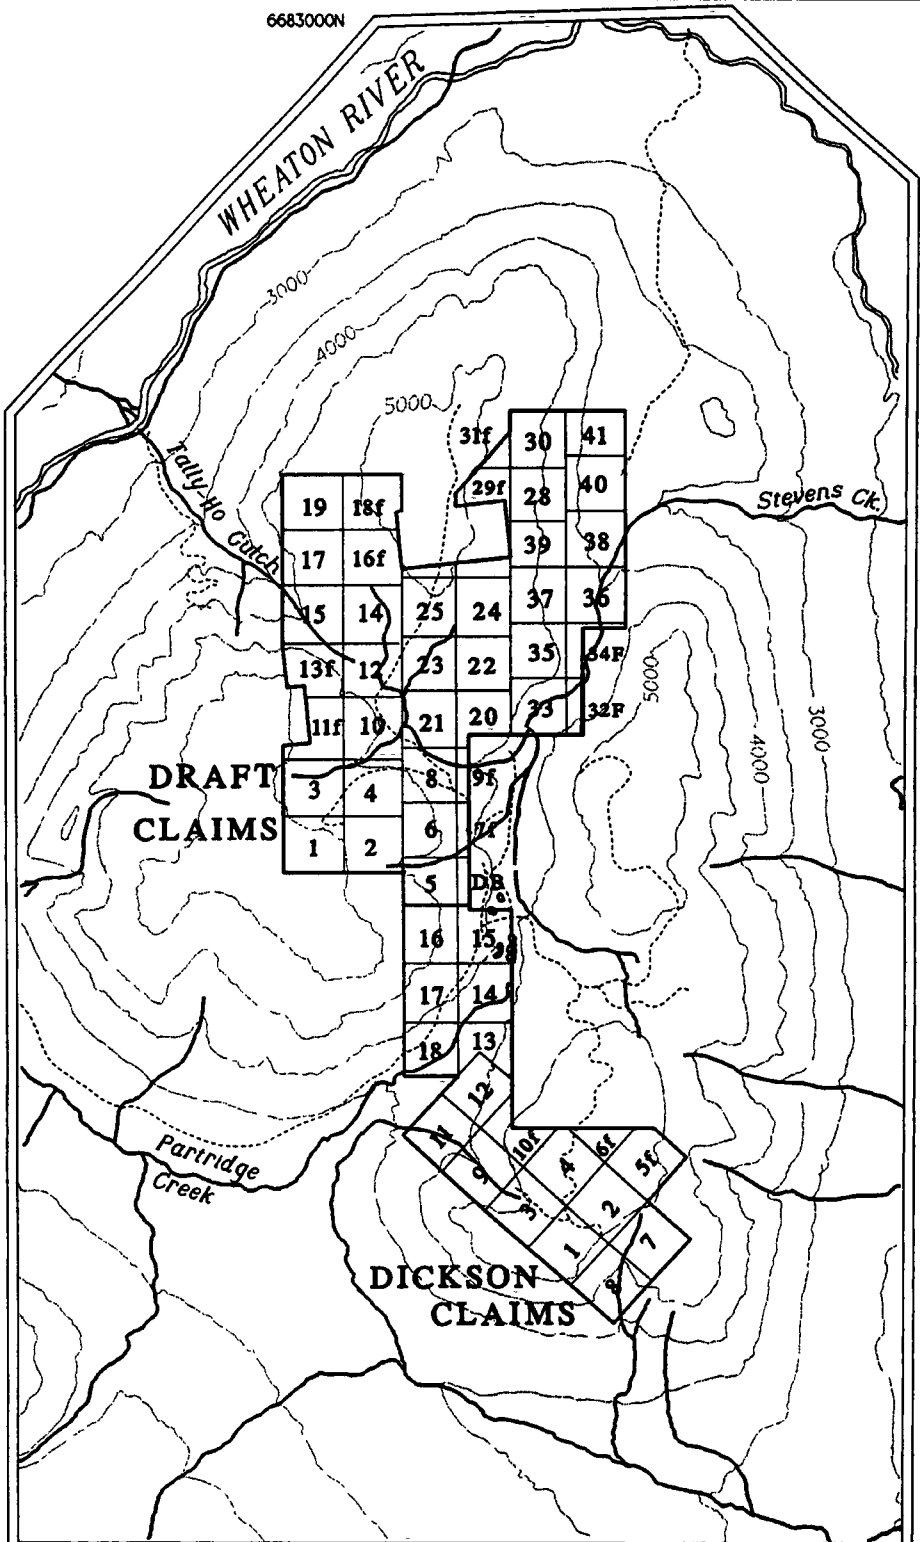 6683000N
WHEATON RIVER
3000
4000
5000
31f 30 41
29f 28 40
Tally-Ho Gulch
Stevens Ck.
19 18f
39 38
17 16f
37 36
15 14 25 24
35 34F
13f 12 23 22
5000
33 32F
11f 10 21 20
3000
4000
DRAFT
CLAIMS
3 4 8 9f
1 2 6 7f
5 D.B.
16 15
17 14
18 13
12
11
10f 6f
9 4 5f
Partridge
Creek
3 2
1 7
8
DICKSON
CLAIMS